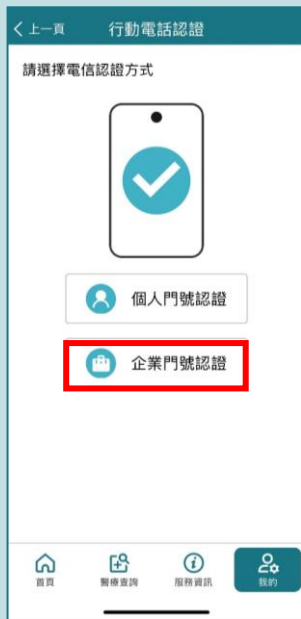 上一頁 行動電話認證
請選擇電信認證方式
個人門號認證
企業門號認證
首頁 醫療查詢 服務資訊 我的